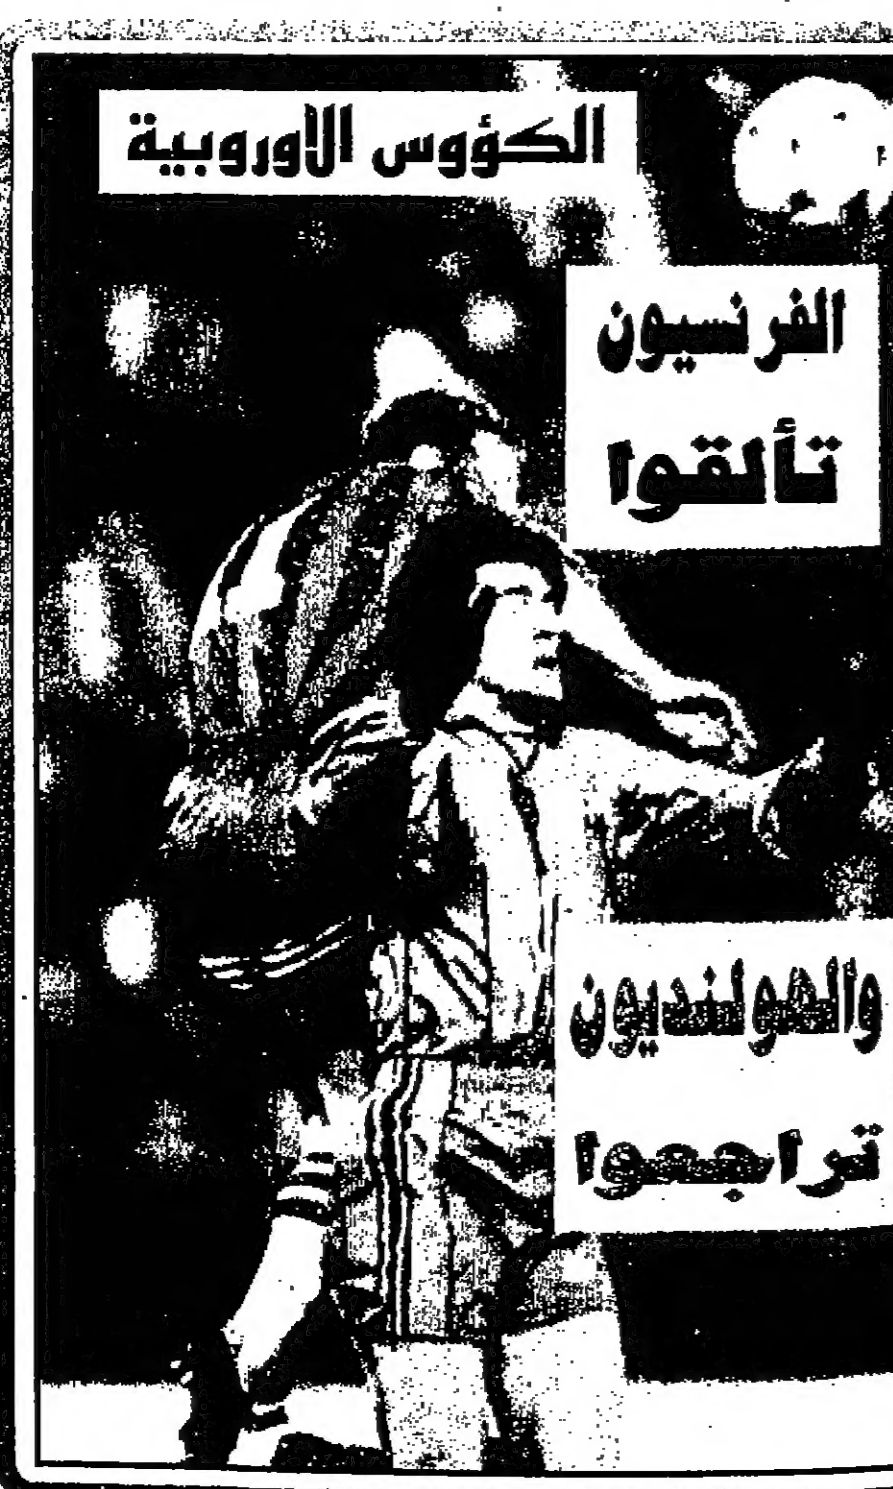 الكؤوس الأوروبية
الفرنسيون
تألقوا
والهولنديون
تراجعوا